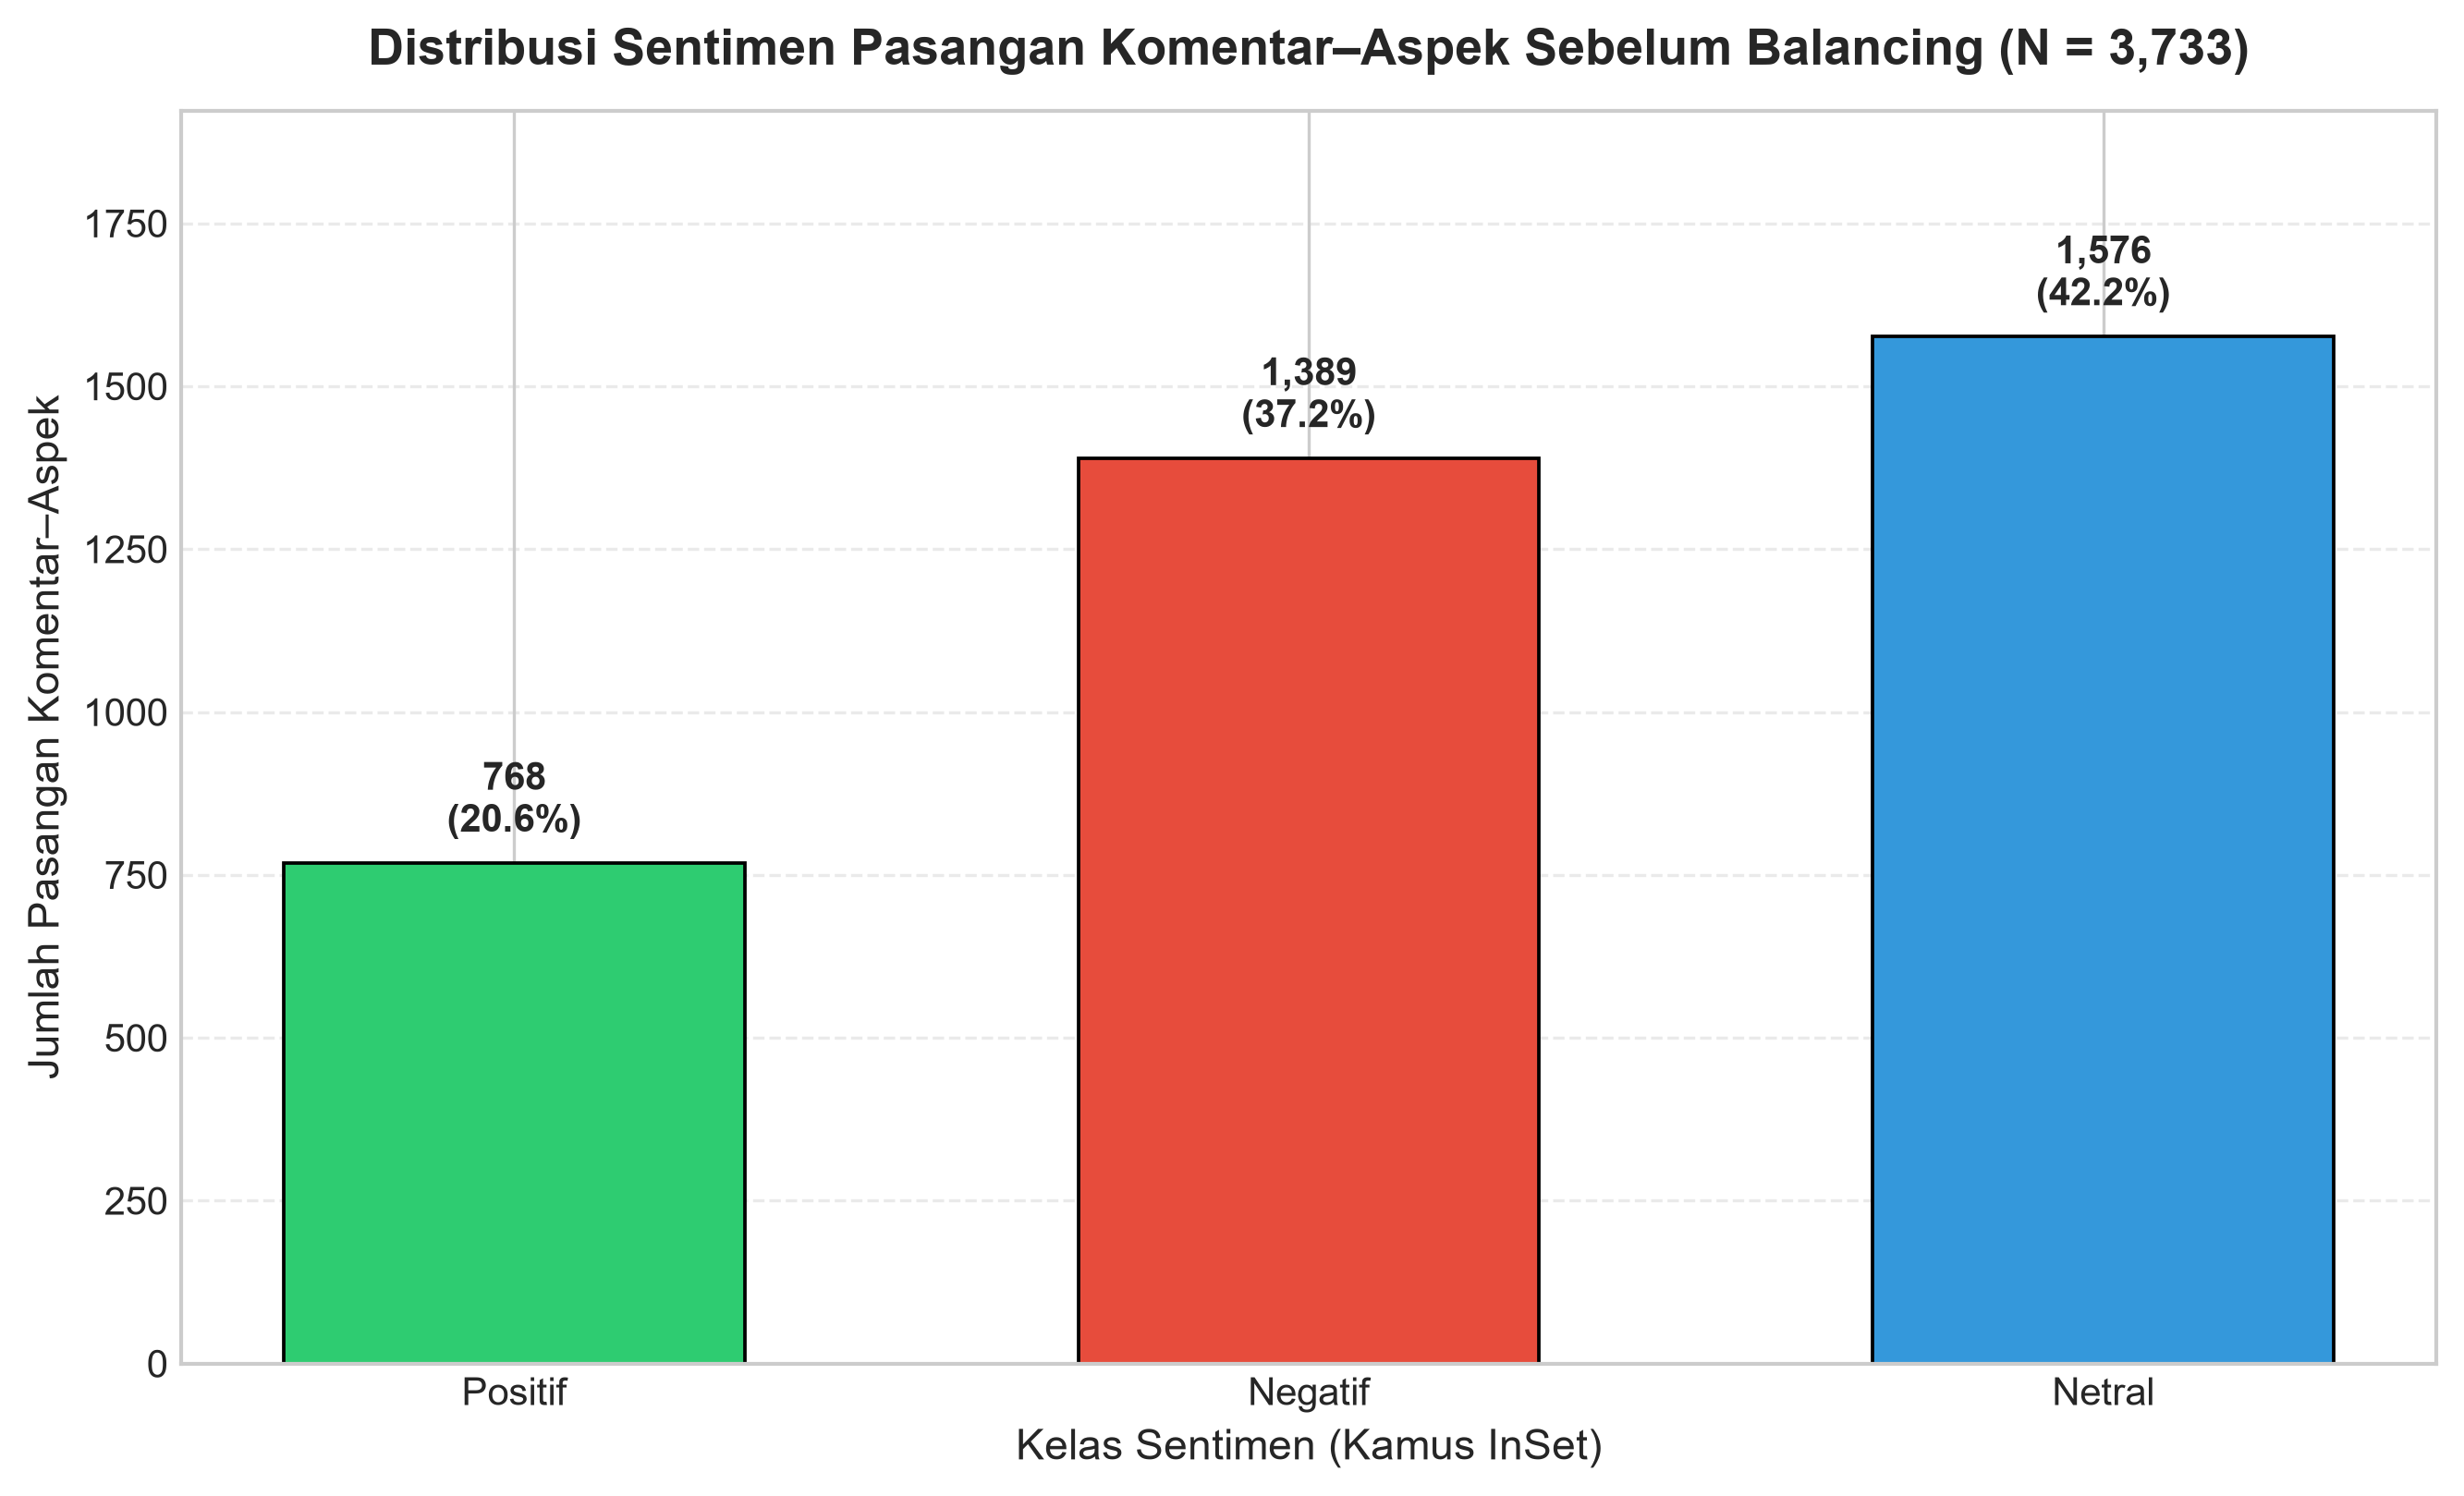 Distribusi Sentimen Pasangan Komentar–Aspek Sebelum Balancing (N = 3,733)
Jumlah Pasangan Komentar–Aspek
1750
1500
1250
1000
750
500
250
0
768
(20.6%)
1,389
(37.2%)
1,576
(42.2%)
Positif
Negatif
Netral
Kelas Sentimen (Kamus InSet)